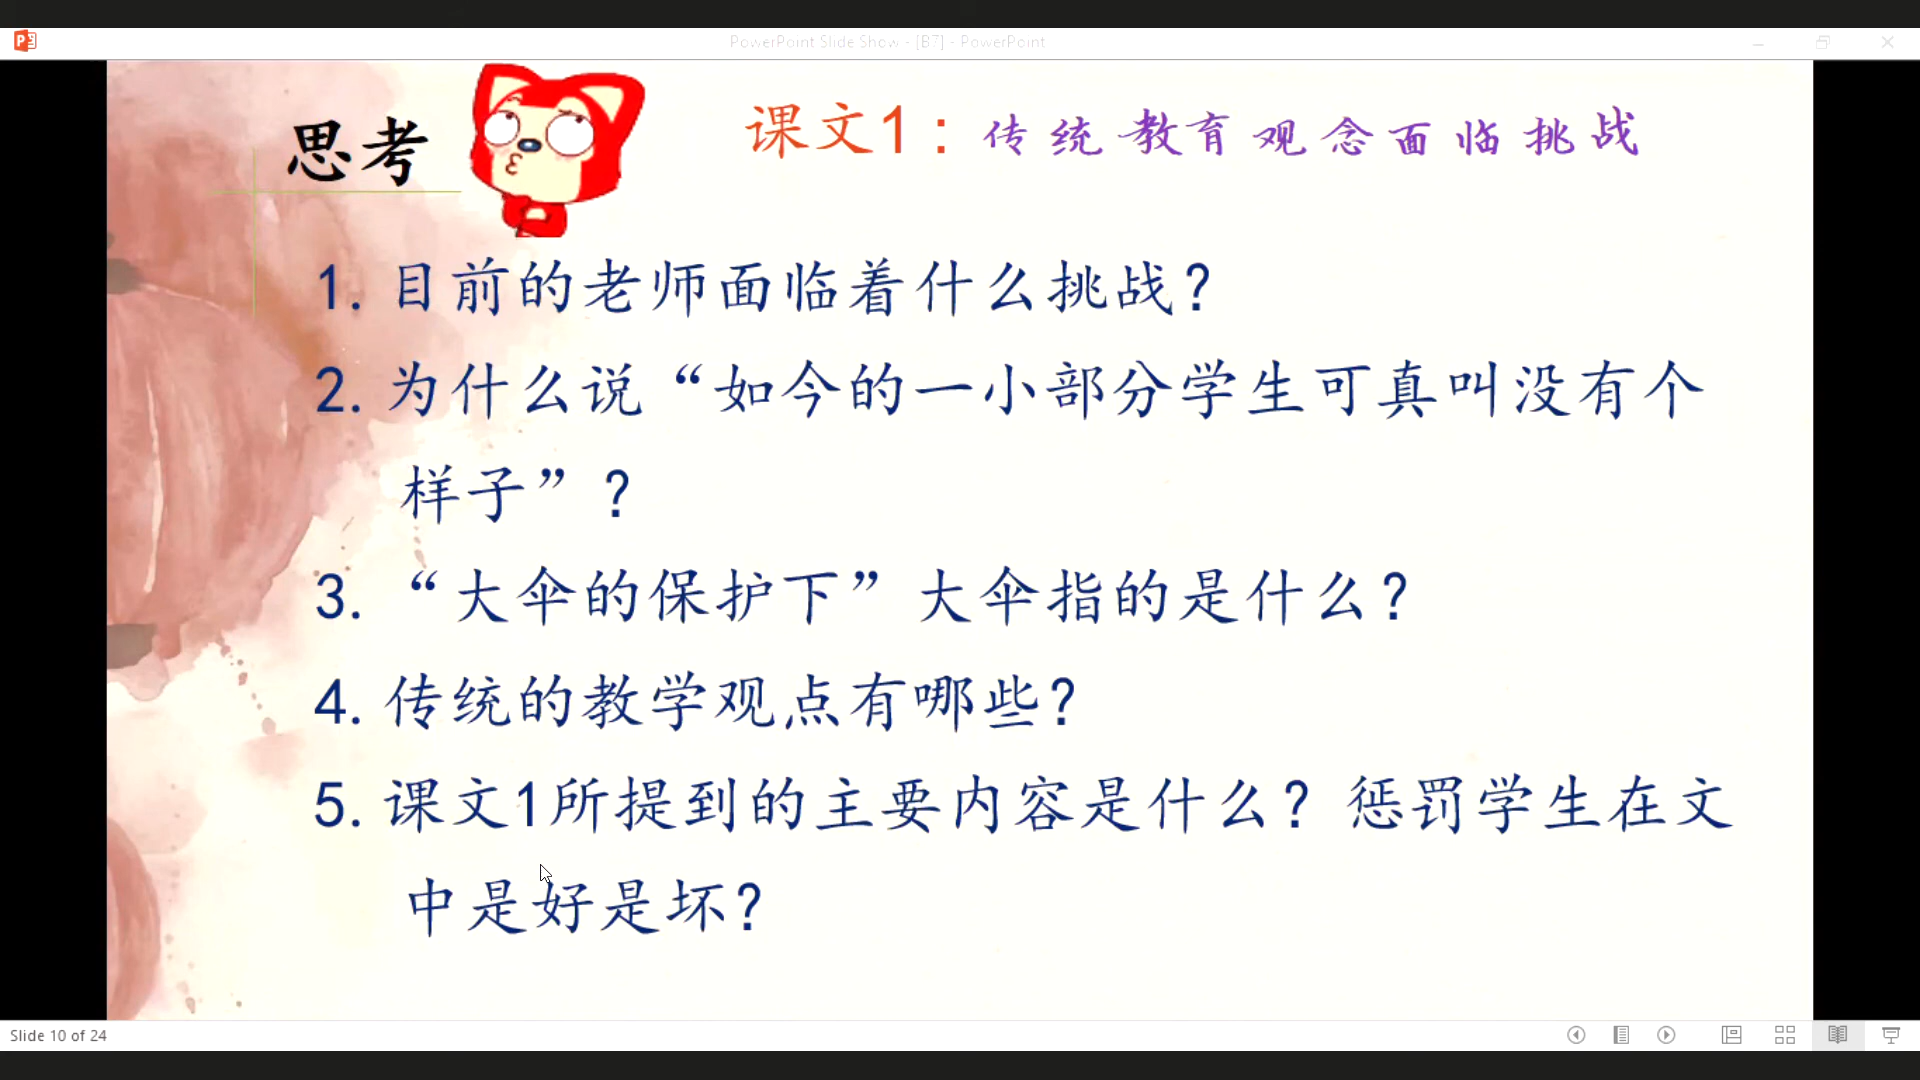 PowerPoint Slide Show - [B7] - PowerPoint
思考
课文1：传统教育观念面临挑战
1. 目前的老师面临着什么挑战?
2. 为什么说“如今的一小部分学生可真叫没有个
样子”?
3. “大伞的保护下”大伞指的是什么?
4. 传统的教学观点有哪些?
5. 课文1所提到的主要内容是什么? 惩罚学生在文
中是好是坏?
Slide 10 of 24